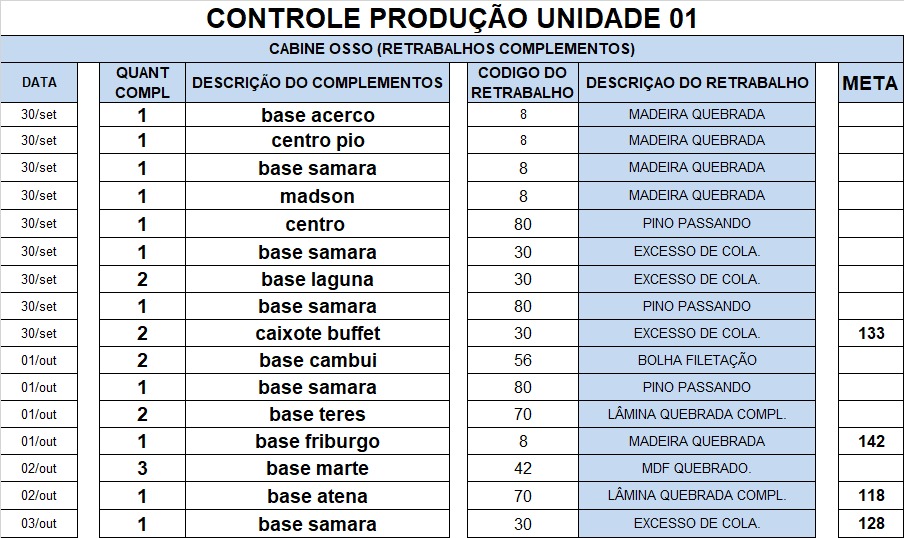 CONTROLE PRODUÇÃO UNIDADE 01
CABINE OSSO (RETRABALHOS COMPLEMENTOS)
DATA QUANT COMPL DESCRIÇÃO DO COMPLEMENTOS CODIGO DO RETRABALHO DESCRIÇAO DO RETRABALHO META
30/set 1 base acerco 8 MADEIRA QUEBRADA
30/set 1 centro pio 8 MADEIRA QUEBRADA
30/set 1 base samara 8 MADEIRA QUEBRADA
30/set 1 madson 8 MADEIRA QUEBRADA
30/set 1 centro 80 PINO PASSANDO
30/set 1 base samara 30 EXCESSO DE COLA.
30/set 2 base laguna 30 EXCESSO DE COLA.
30/set 1 base samara 80 PINO PASSANDO
30/set 2 caixote buffet 30 EXCESSO DE COLA. 133
01/out 2 base cambui 56 BOLHA FILETAÇÃO
01/out 1 base samara 80 PINO PASSANDO
01/out 2 base teres 70 LÂMINA QUEBRADA COMPL.
01/out 1 base friburgo 8 MADEIRA QUEBRADA 142
02/out 3 base marte 42 MDF QUEBRADO.
02/out 1 base atena 70 LÂMINA QUEBRADA COMPL. 118
03/out 1 base samara 30 EXCESSO DE COLA. 128